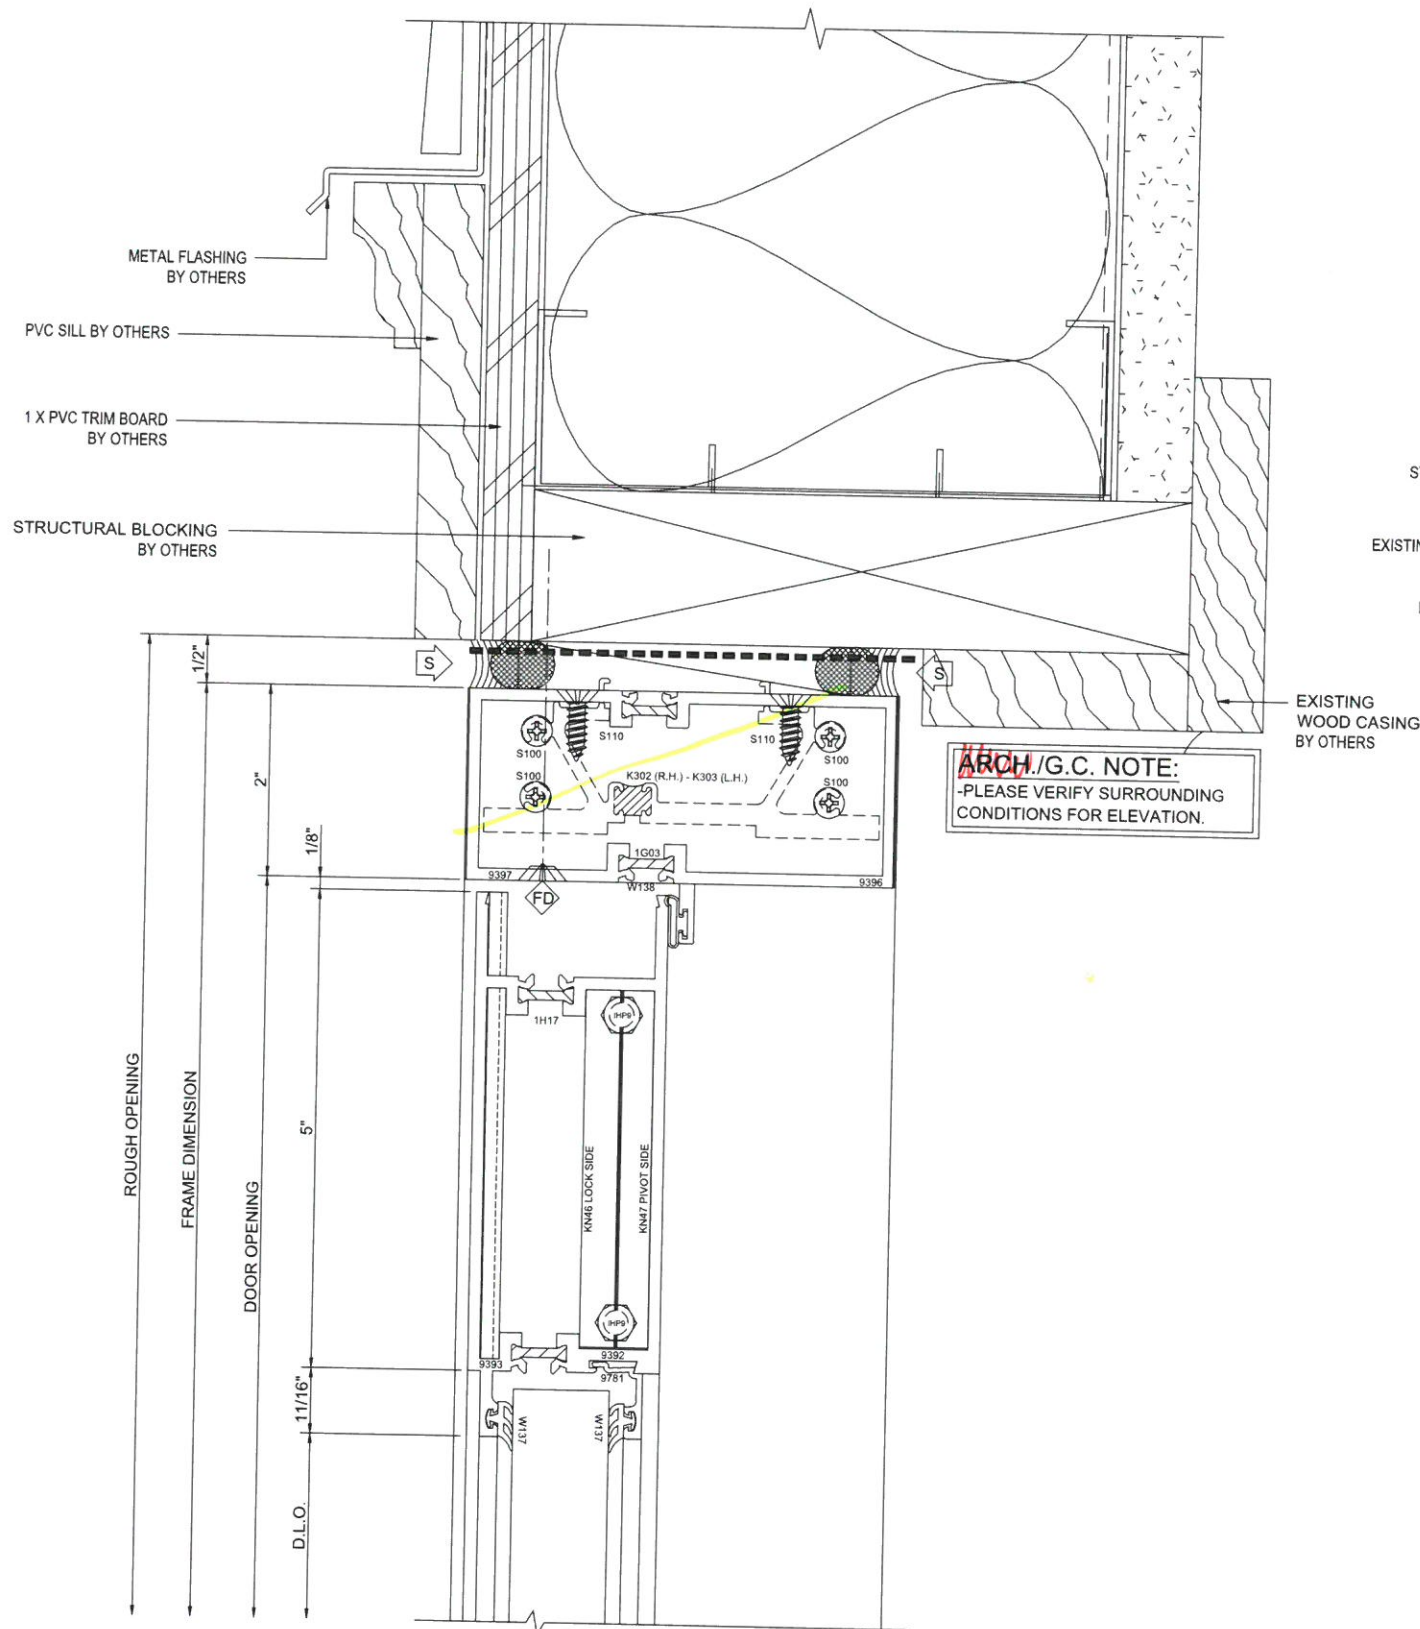 METAL FLASHING
BY OTHERS
PVC SILL BY OTHERS
1 X PVC TRIM BOARD
BY OTHERS
STRUCTURAL BLOCKING
BY OTHERS
EXISTING
WOOD CASING
BY OTHERS
ARCH./G.C. NOTE:
-PLEASE VERIFY SURROUNDING
CONDITIONS FOR ELEVATION.
1/2"
S
S
2"
1/8"
5"
11/16"
D.L.O.
ROUGH OPENING
FRAME DIMENSION
DOOR OPENING
S110
S110
S100
S100
S100
S100
K302 (R.H.) - K303 (L.H.)
1G03
9397
W138
9396
FD
1H17
IHP9
KN46 LOCK SIDE
KN47 PIVOT SIDE
IHP9
9393
9392
9781
W137
W137